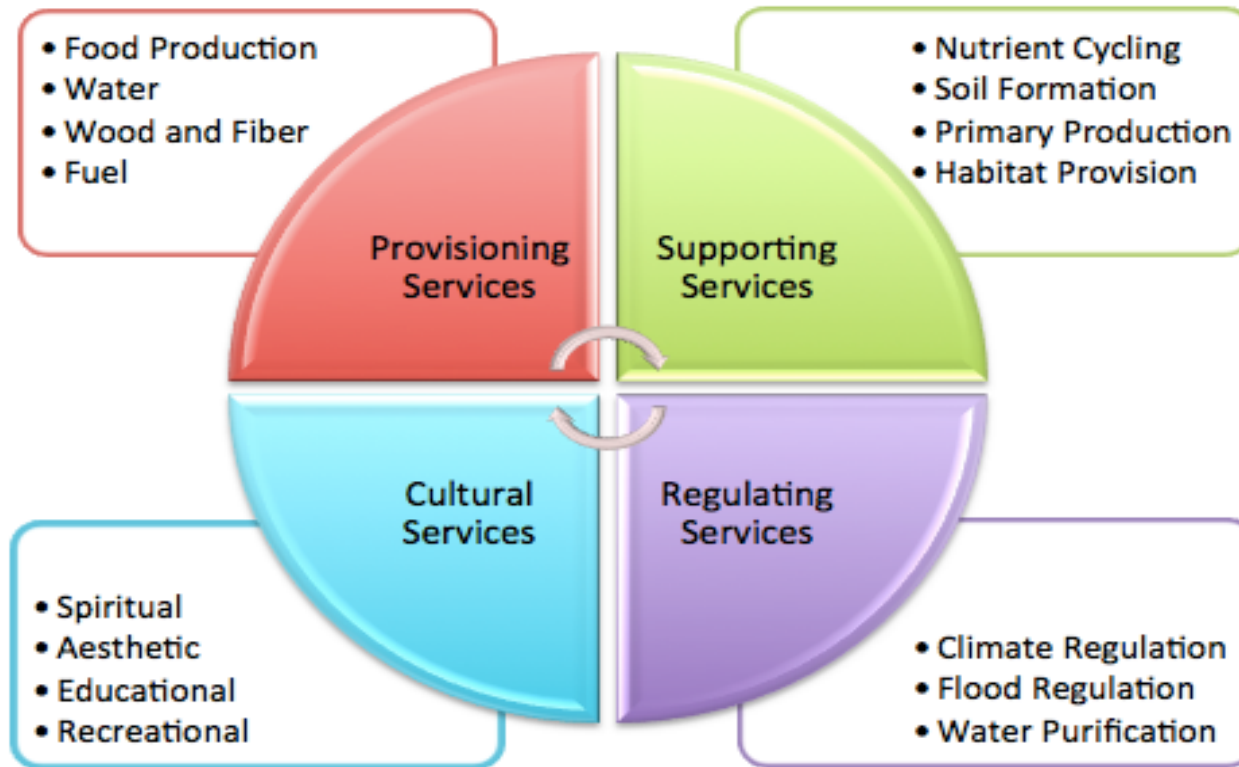 • Food Production
• Water
• Wood and Fiber
• Fuel
• Nutrient Cycling
• Soil Formation
• Primary Production
• Habitat Provision
Provisioning
Services
Supporting
Services
Cultural
Services
Regulating
Services
• Spiritual
• Aesthetic
• Educational
• Recreational
• Climate Regulation
• Flood Regulation
• Water Purification